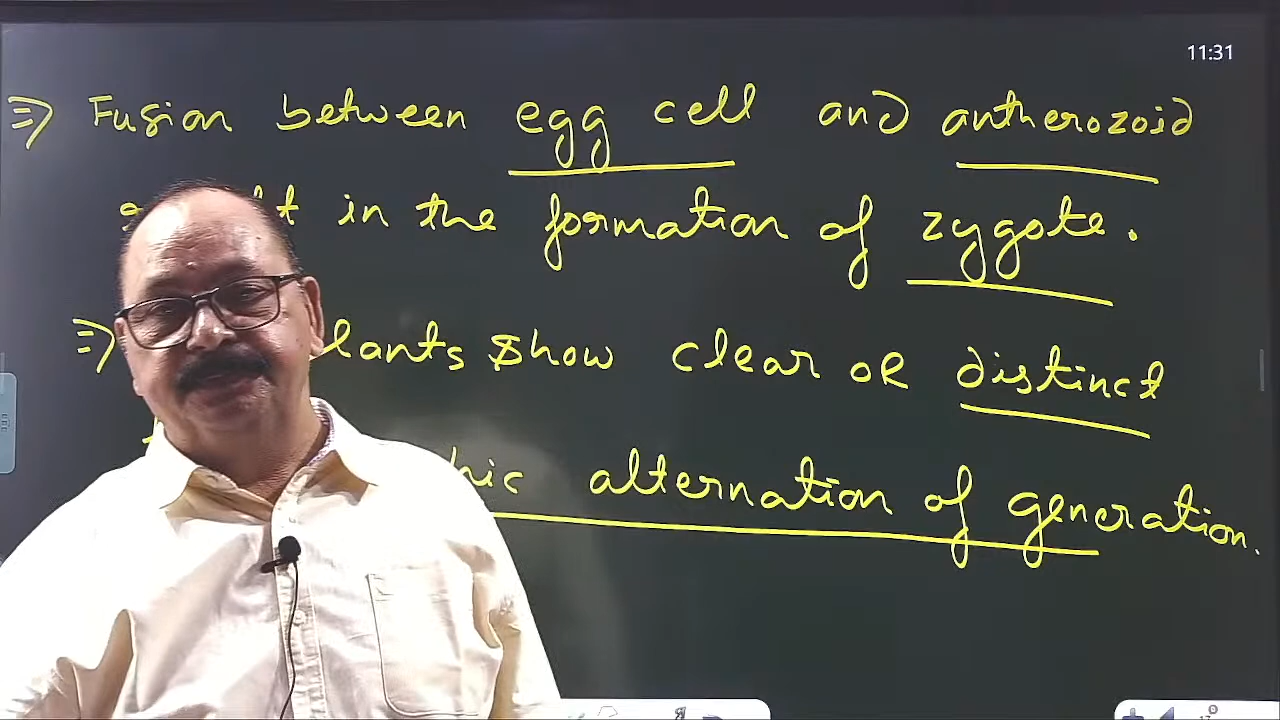 11:31
⇒ Fusion between egg cell and antherozoid
in the formation of zygote.
⇒ lants show clear or distinct
hic alternation of generation.